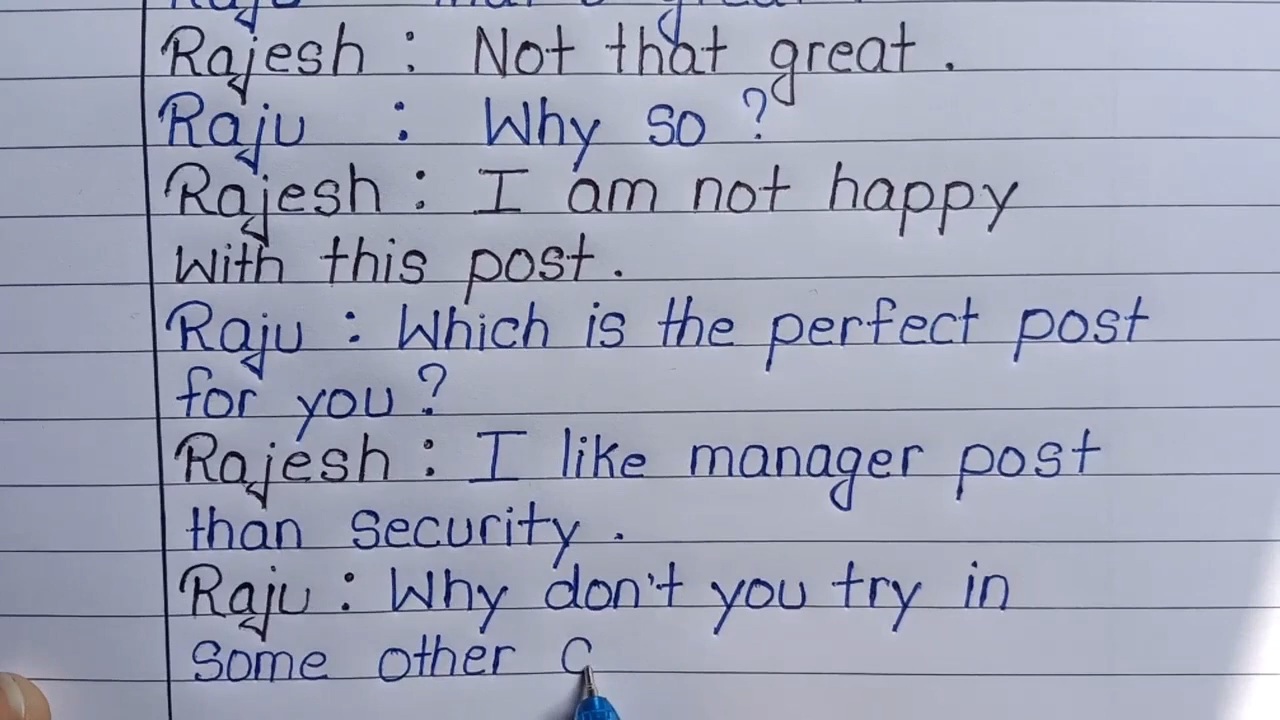 Rajesh : Not that great.
Raju : Why so ?
Rajesh : I am not happy
with this post.
Raju : Which is the perfect post
for you ?
Rajesh : I like manager post
than security.
Raju : Why don't you try in
some other